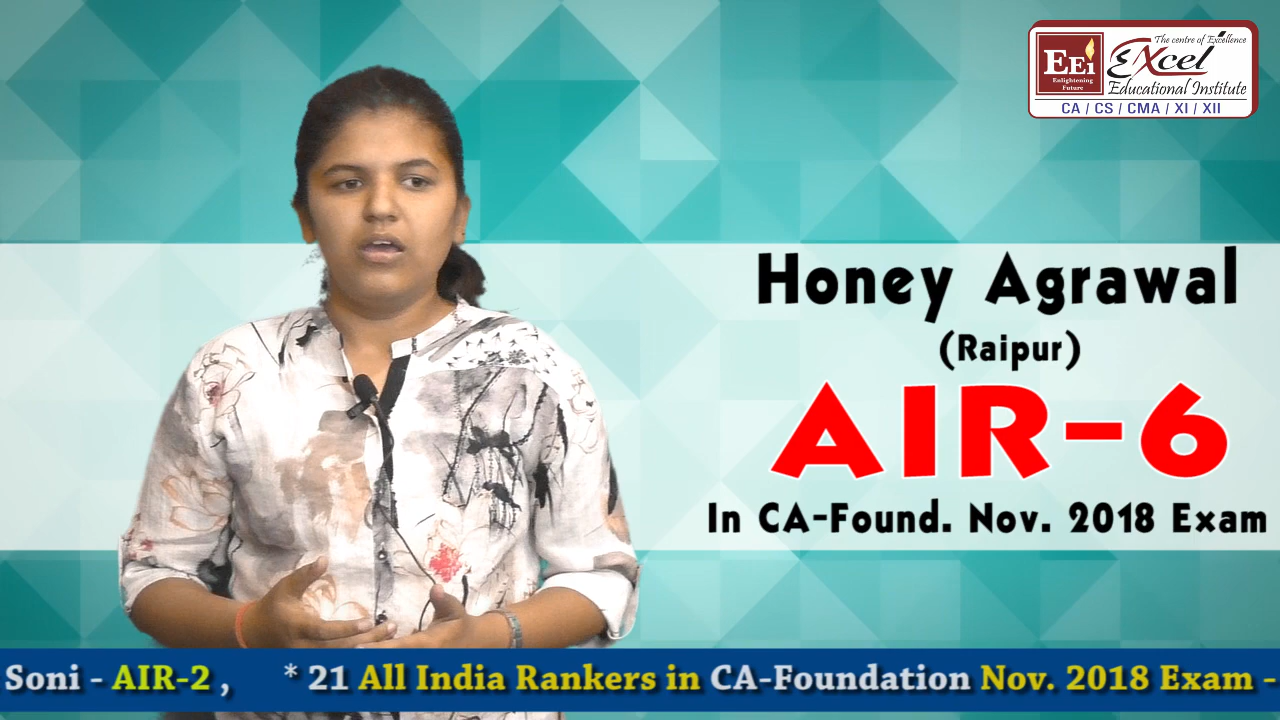 EEi
Enlightening
Future
The centre of Excellence
Excel
Educational Institute
CA / CS / CMA / XI / XII
Honey Agrawal
(Raipur)
AIR-6
In CA-Found. Nov. 2018 Exam
Soni - AIR-2 , * 21 All India Rankers in CA-Foundation Nov. 2018 Exam -